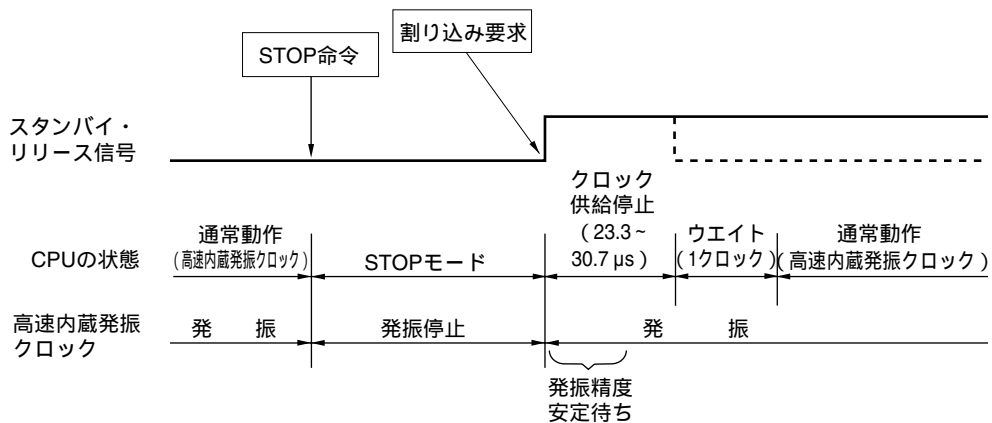 割り込み要求
STOP命令
スタンバイ・
リリース信号
クロック
供給停止
（23.3～
30.7 µs）
CPUの状態
通常動作
（高速内蔵発振クロック）
STOPモード
ウエイト
（1クロック）
通常動作
（高速内蔵発振クロック）
高速内蔵発振
クロック
発　振
発振停止
発　振
発振精度
安定待ち